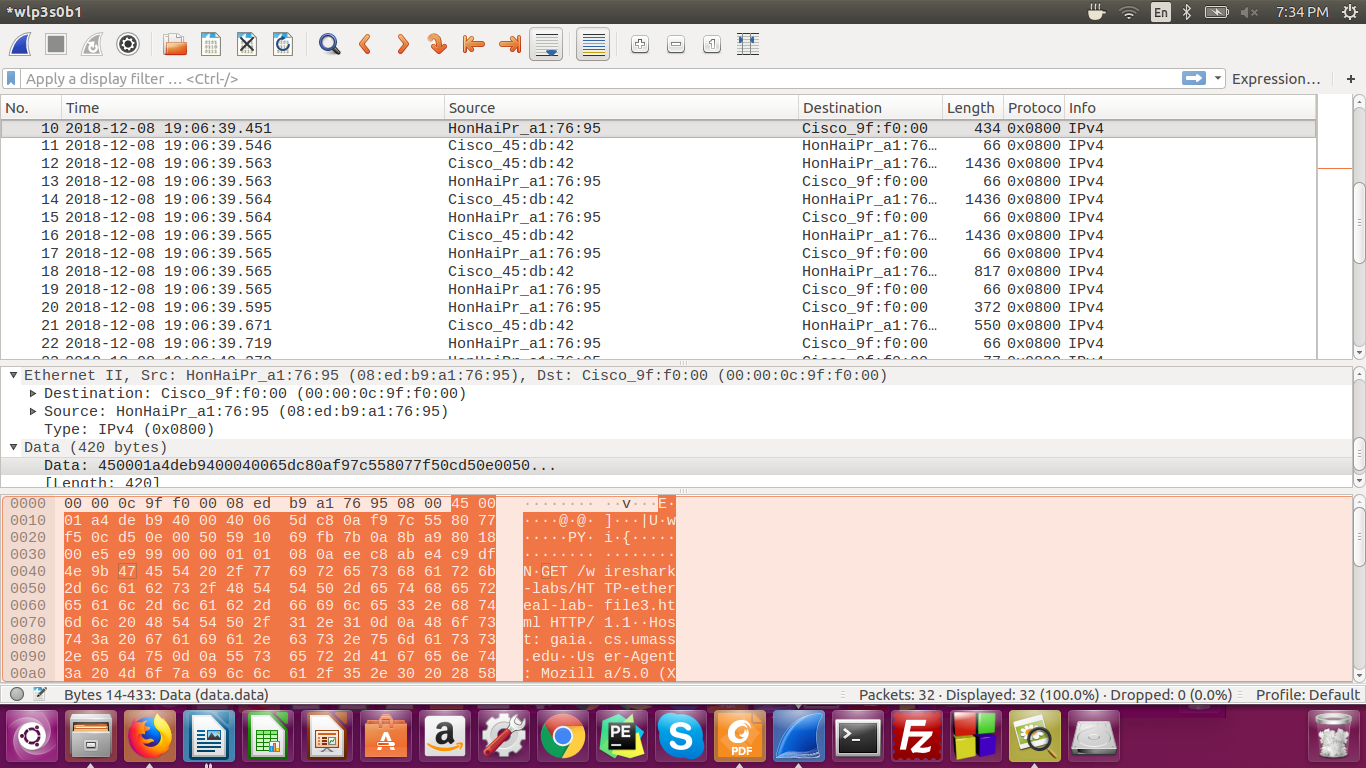 *wlp3s0b1 En 7:34 PM
Apply a display filter … <Ctrl-/> Expression… +
No. Time Source Destination Length Protoco Info
10 2018-12-08 19:06:39.451 HonHaiPr_a1:76:95 Cisco_9f:f0:00 434 0x0800 IPv4
11 2018-12-08 19:06:39.546 Cisco_45:db:42 HonHaiPr_a1:76… 66 0x0800 IPv4
12 2018-12-08 19:06:39.563 Cisco_45:db:42 HonHaiPr_a1:76… 1436 0x0800 IPv4
13 2018-12-08 19:06:39.563 HonHaiPr_a1:76:95 Cisco_9f:f0:00 66 0x0800 IPv4
14 2018-12-08 19:06:39.564 Cisco_45:db:42 HonHaiPr_a1:76… 1436 0x0800 IPv4
15 2018-12-08 19:06:39.564 HonHaiPr_a1:76:95 Cisco_9f:f0:00 66 0x0800 IPv4
16 2018-12-08 19:06:39.565 Cisco_45:db:42 HonHaiPr_a1:76… 1436 0x0800 IPv4
17 2018-12-08 19:06:39.565 HonHaiPr_a1:76:95 Cisco_9f:f0:00 66 0x0800 IPv4
18 2018-12-08 19:06:39.565 Cisco_45:db:42 HonHaiPr_a1:76… 817 0x0800 IPv4
19 2018-12-08 19:06:39.565 HonHaiPr_a1:76:95 Cisco_9f:f0:00 66 0x0800 IPv4
20 2018-12-08 19:06:39.595 HonHaiPr_a1:76:95 Cisco_9f:f0:00 372 0x0800 IPv4
21 2018-12-08 19:06:39.671 Cisco_45:db:42 HonHaiPr_a1:76… 550 0x0800 IPv4
22 2018-12-08 19:06:39.719 HonHaiPr_a1:76:95 Cisco_9f:f0:00 66 0x0800 IPv4
Ethernet II, Src: HonHaiPr_a1:76:95 (08:ed:b9:a1:76:95), Dst: Cisco_9f:f0:00 (00:00:0c:9f:f0:00)
Destination: Cisco_9f:f0:00 (00:00:0c:9f:f0:00)
Source: HonHaiPr_a1:76:95 (08:ed:b9:a1:76:95)
Type: IPv4 (0x0800)
Data (420 bytes)
Data: 450001a4deb9400040065dc80af97c558077f50cd50e0050...
[Length: 420]
0000 00 00 0c 9f f0 00 08 ed b9 a1 76 95 08 00 45 00 ········ ··v···E·
0010 01 a4 de b9 40 00 40 06 5d c8 0a f9 7c 55 80 77 ····@·@· ]···|U·w
0020 f5 0c d5 0e 00 50 59 10 69 fb 7b 0a 8b a9 80 18 ·····PY· i·{·····
0030 00 e5 e9 99 00 00 01 01 08 0a ee c8 ab e4 c9 df ········ ········
0040 4e 9b 47 45 54 20 2f 77 69 72 65 73 68 61 72 6b N·GET /w ireshark
0050 2d 6c 61 62 73 2f 48 54 54 50 2d 65 74 68 65 72 -labs/HT TP-ether
0060 65 61 6c 2d 6c 61 62 2d 66 69 6c 65 33 2e 68 74 eal-lab- file3.ht
0070 6d 6c 20 48 54 54 50 2f 31 2e 31 0d 0a 48 6f 73 ml HTTP/ 1.1··Hos
0080 74 3a 20 67 61 69 61 2e 63 73 2e 75 6d 61 73 73 t: gaia. cs.umass
0090 2e 65 64 75 0d 0a 55 73 65 72 2d 41 67 65 6e 74 .edu··Us er-Agent
00a0 3a 20 4d 6f 7a 69 6c 6c 61 2f 35 2e 30 20 28 58 : Mozill a/5.0 (X
Bytes 14-433: Data (data.data) Packets: 32 · Displayed: 32 (100.0%) · Dropped: 0 (0.0%) Profile: Default
PE PDF